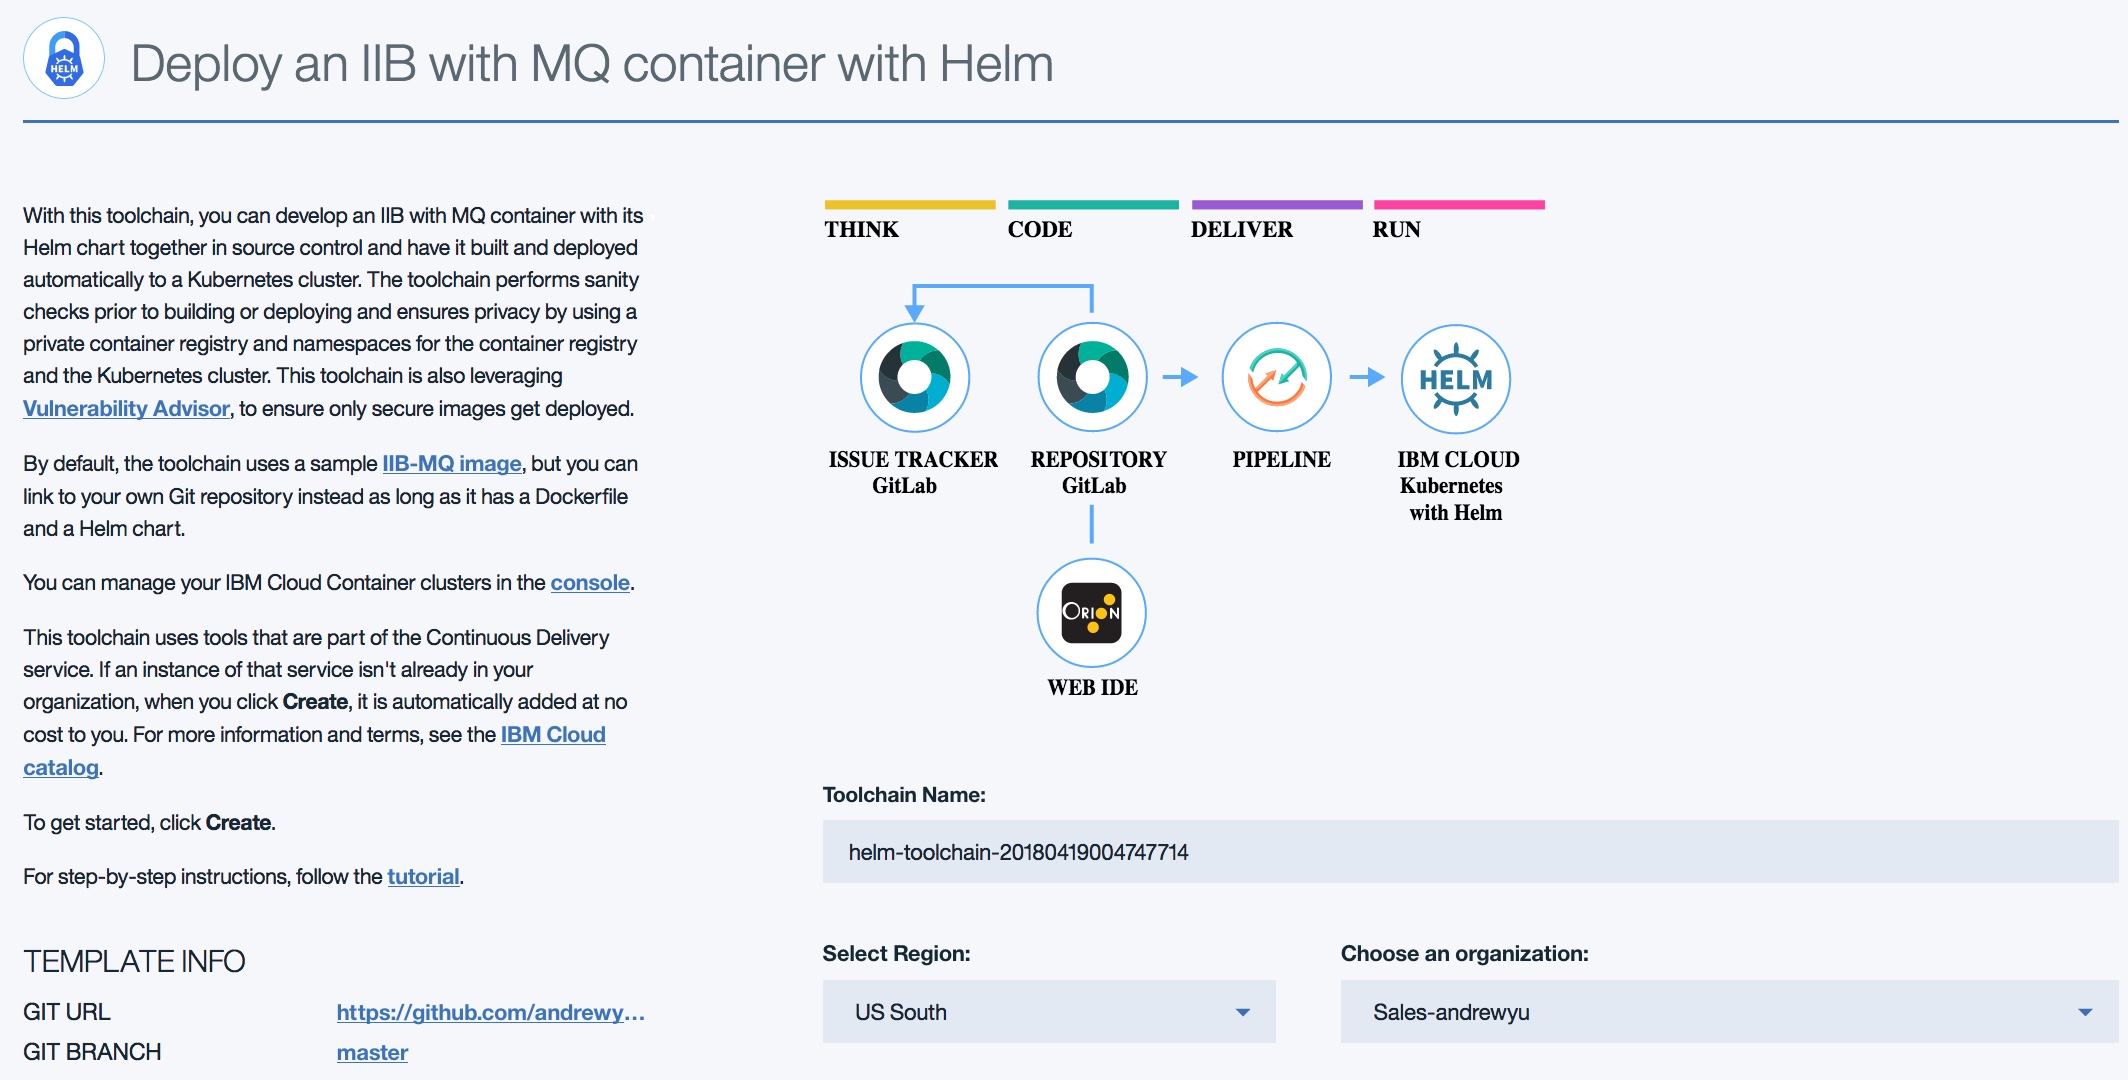 HELM
Deploy an IIB with MQ container with Helm
With this toolchain, you can develop an IIB with MQ container with its
Helm chart together in source control and have it built and deployed
automatically to a Kubernetes cluster. The toolchain performs sanity
checks prior to building or deploying and ensures privacy by using a
private container registry and namespaces for the container registry
and the Kubernetes cluster. This toolchain is also leveraging
Vulnerability Advisor, to ensure only secure images get deployed.
By default, the toolchain uses a sample IIB-MQ image, but you can
link to your own Git repository instead as long as it has a Dockerfile
and a Helm chart.
You can manage your IBM Cloud Container clusters in the console.
This toolchain uses tools that are part of the Continuous Delivery
service. If an instance of that service isn't already in your
organization, when you click Create, it is automatically added at no
cost to you. For more information and terms, see the IBM Cloud
catalog.
To get started, click Create.
For step-by-step instructions, follow the tutorial.
TEMPLATE INFO
GIT URL https://github.com/andrewy...
GIT BRANCH master
THINK CODE DELIVER RUN
HELM
ISSUE TRACKER REPOSITORY PIPELINE IBM CLOUD
GitLab GitLab Kubernetes
with Helm
ORION
WEB IDE
Toolchain Name:
helm-toolchain-20180419004747714
Select Region: Choose an organization:
US South Sales-andrewyu